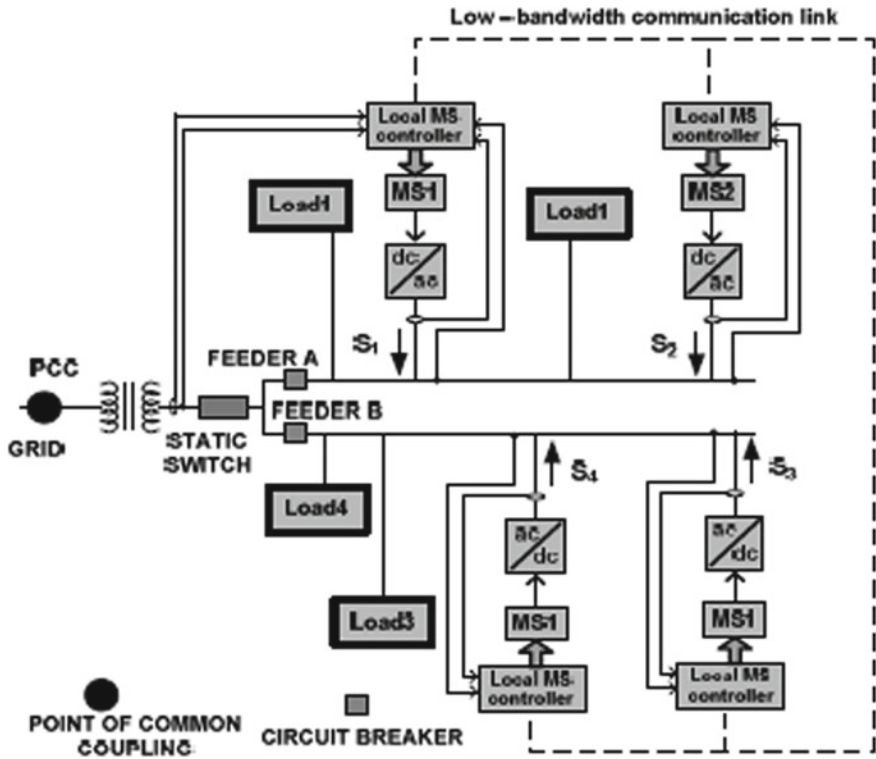 Low-bandwidth communication link
Local MS
controller
Local MS
controller
MS1
MS2
Load1
Load1
dc
ac
dc
ac
S1
S2
FEEDER A
PCC
FEEDER B
GRID
STATIC
SWITCH
S4
S3
Load4
ac
dc
ac
dc
Load3
MS1
MS1
Local MS
controller
Local MS
controller
POINT OF COMMON
COUPLING
CIRCUIT BREAKER